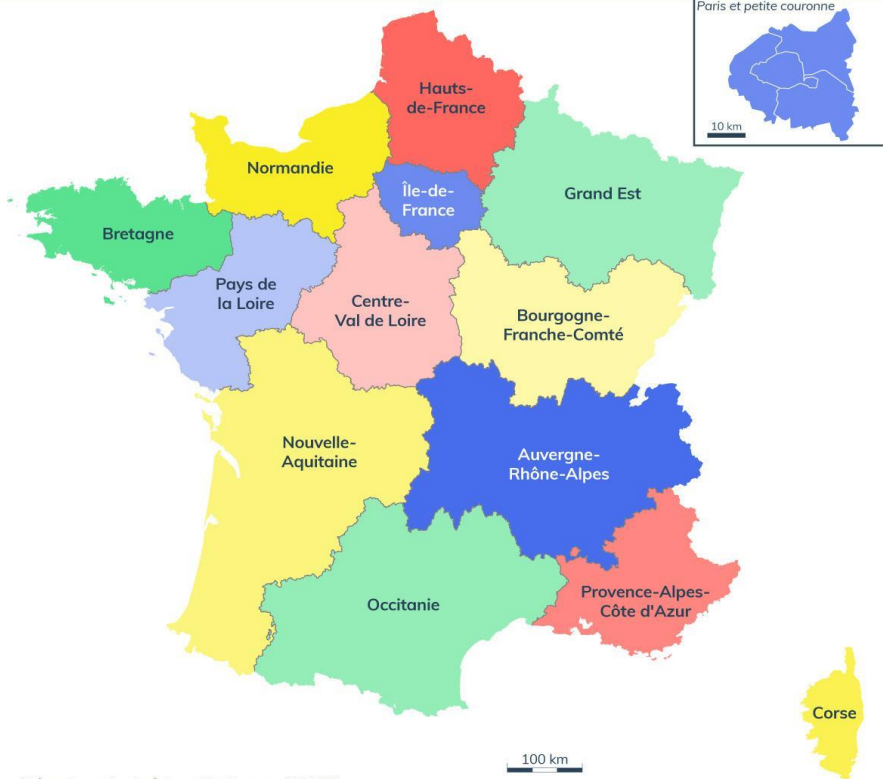 Paris et petite couronne
10 km
Hauts-
de-France
Normandie
Île-de-
France
Grand Est
Bretagne
Pays de
la Loire
Centre-
Val de Loire
Bourgogne-
Franche-Comté
Nouvelle-
Aquitaine
Auvergne-
Rhône-Alpes
Occitanie
Provence-Alpes-
Côte d'Azur
Corse
100 km